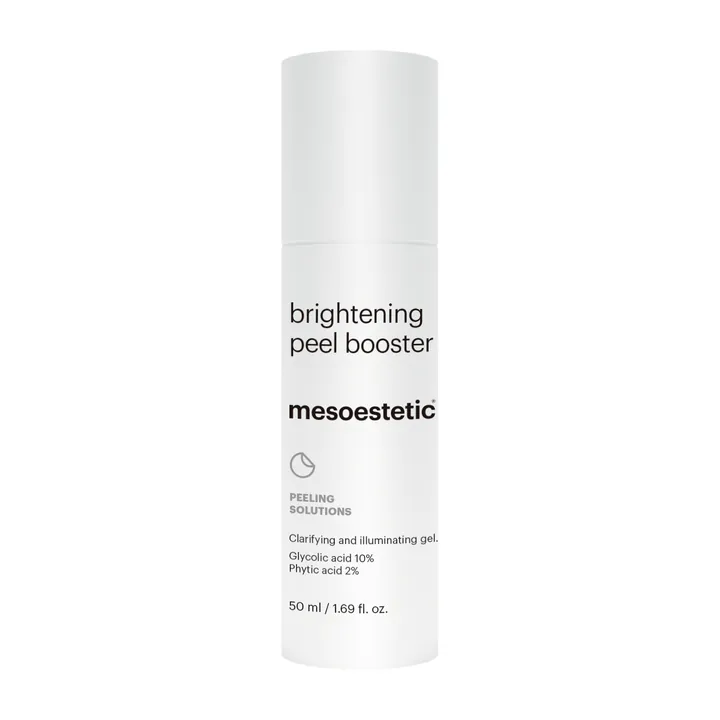 brightening
peel booster
mesoestetic®
PEELING
SOLUTIONS
Clarifying and illuminating gel.
Glycolic acid 10%
Phytic acid 2%
50 ml / 1.69 fl. oz.